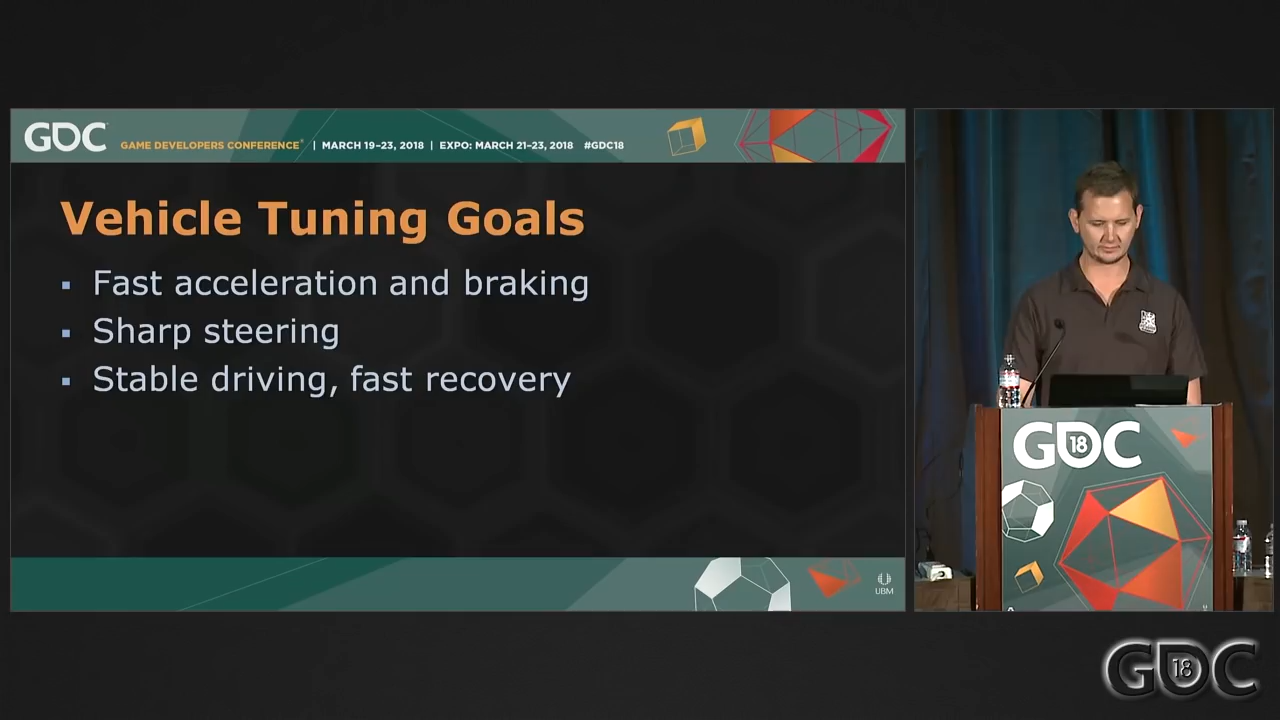 GDC
GAME DEVELOPERS CONFERENCE® | MARCH 19–23, 2018 | EXPO: MARCH 21–23, 2018 #GDC18
Vehicle Tuning Goals
▪ Fast acceleration and braking
▪ Sharp steering
▪ Stable driving, fast recovery
UBM
GDC
18
GDC
18